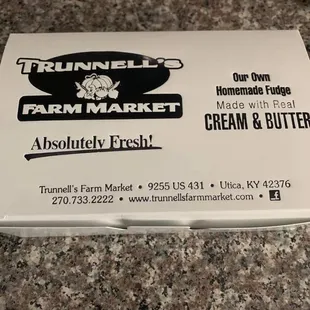 TRUNNELL'S
FARM MARKET
Absolutely Fresh!
Our Own
Homemade Fudge
Made with Real
CREAM & BUTTER
Trunnell's Farm Market • 9255 US 431 • Utica, KY 42376
270.733.2222 • www.trunnellsfarmmarket.com • f